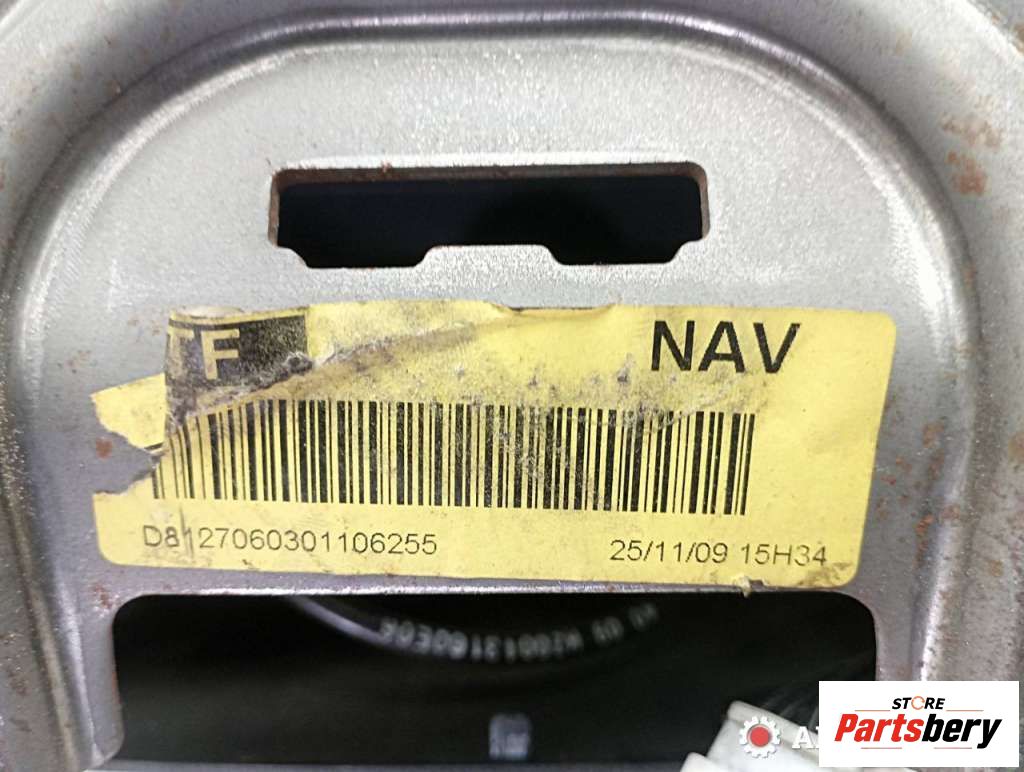 TF
NAV
D8127060301106255
25/11/09 15H34
STORE
Partsbery